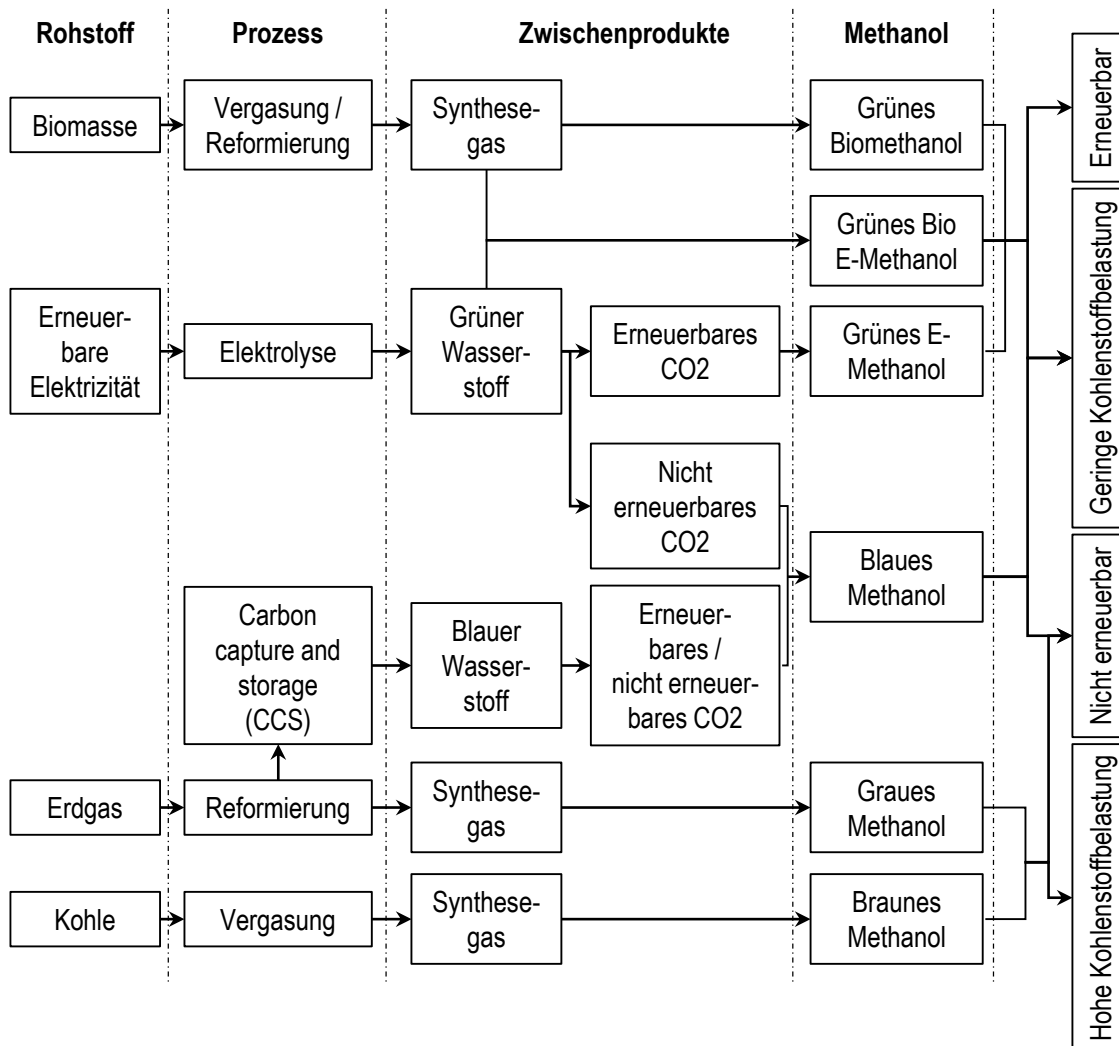 Rohstoff
Prozess
Zwischenprodukte
Methanol
Biomasse
Vergasung /
Reformierung
Synthese-
gas
Grünes
Biomethanol
Grünes Bio
E-Methanol
Erneuer-
bare
Elektrizität
Elektrolyse
Grüner
Wasser-
stoff
Erneuerbares
CO2
Grünes E-
Methanol
Nicht
erneuerbares
CO2
Blaues
Methanol
Carbon
capture and
storage
(CCS)
Blauer
Wasser-
stoff
Erneuer-
bares /
nicht erneuer-
bares CO2
Erdgas
Reformierung
Synthese-
gas
Graues
Methanol
Kohle
Vergasung
Synthese-
gas
Braunes
Methanol
Erneuerbar
Geringe Kohlenstoffbelastung
Nicht erneuerbar
Hohe Kohlenstoffbelastung